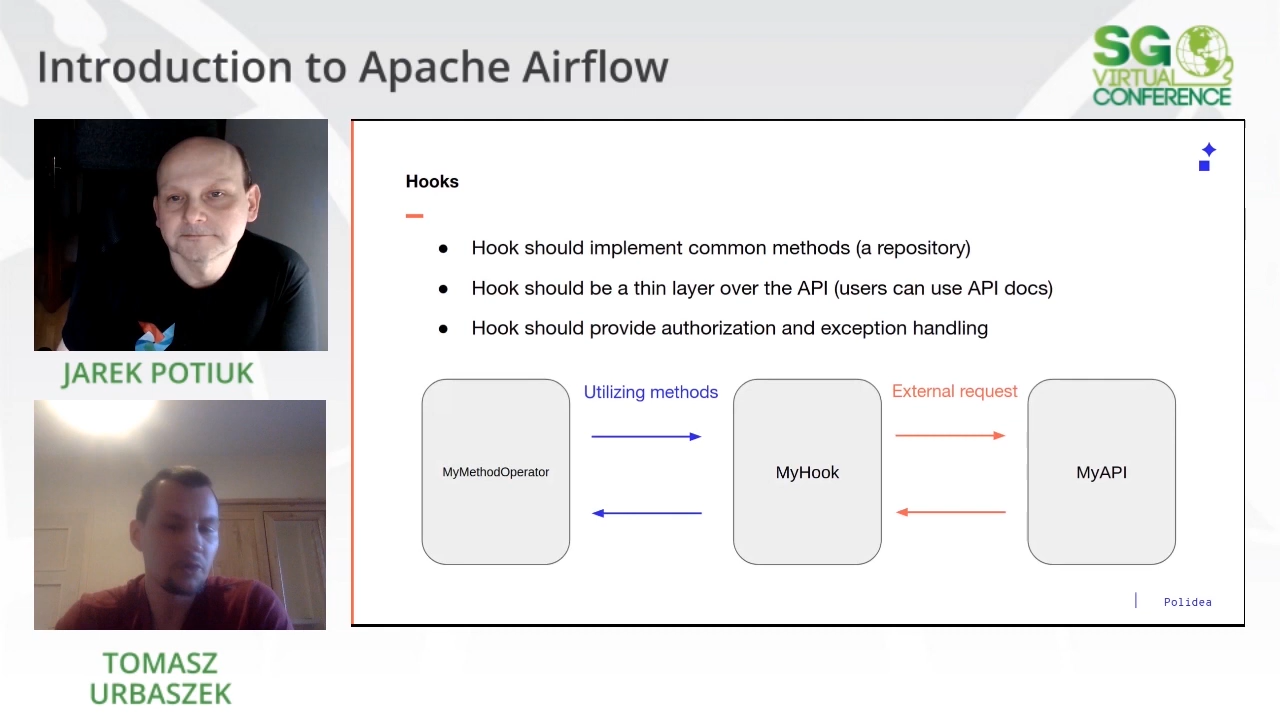 Introduction to Apache Airflow
SG
VIRTUAL
CONFERENCE
JAREK POTIUK
TOMASZ
URBASZEK
Hooks
● Hook should implement common methods (a repository)
● Hook should be a thin layer over the API (users can use API docs)
● Hook should provide authorization and exception handling
Utilizing methods
External request
MyMethodOperator
MyHook
MyAPI
Polidea